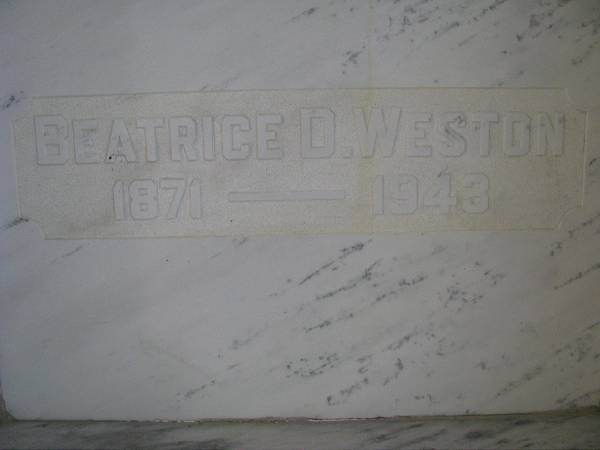 BEATRICE D. WESTON
1871 — 1943